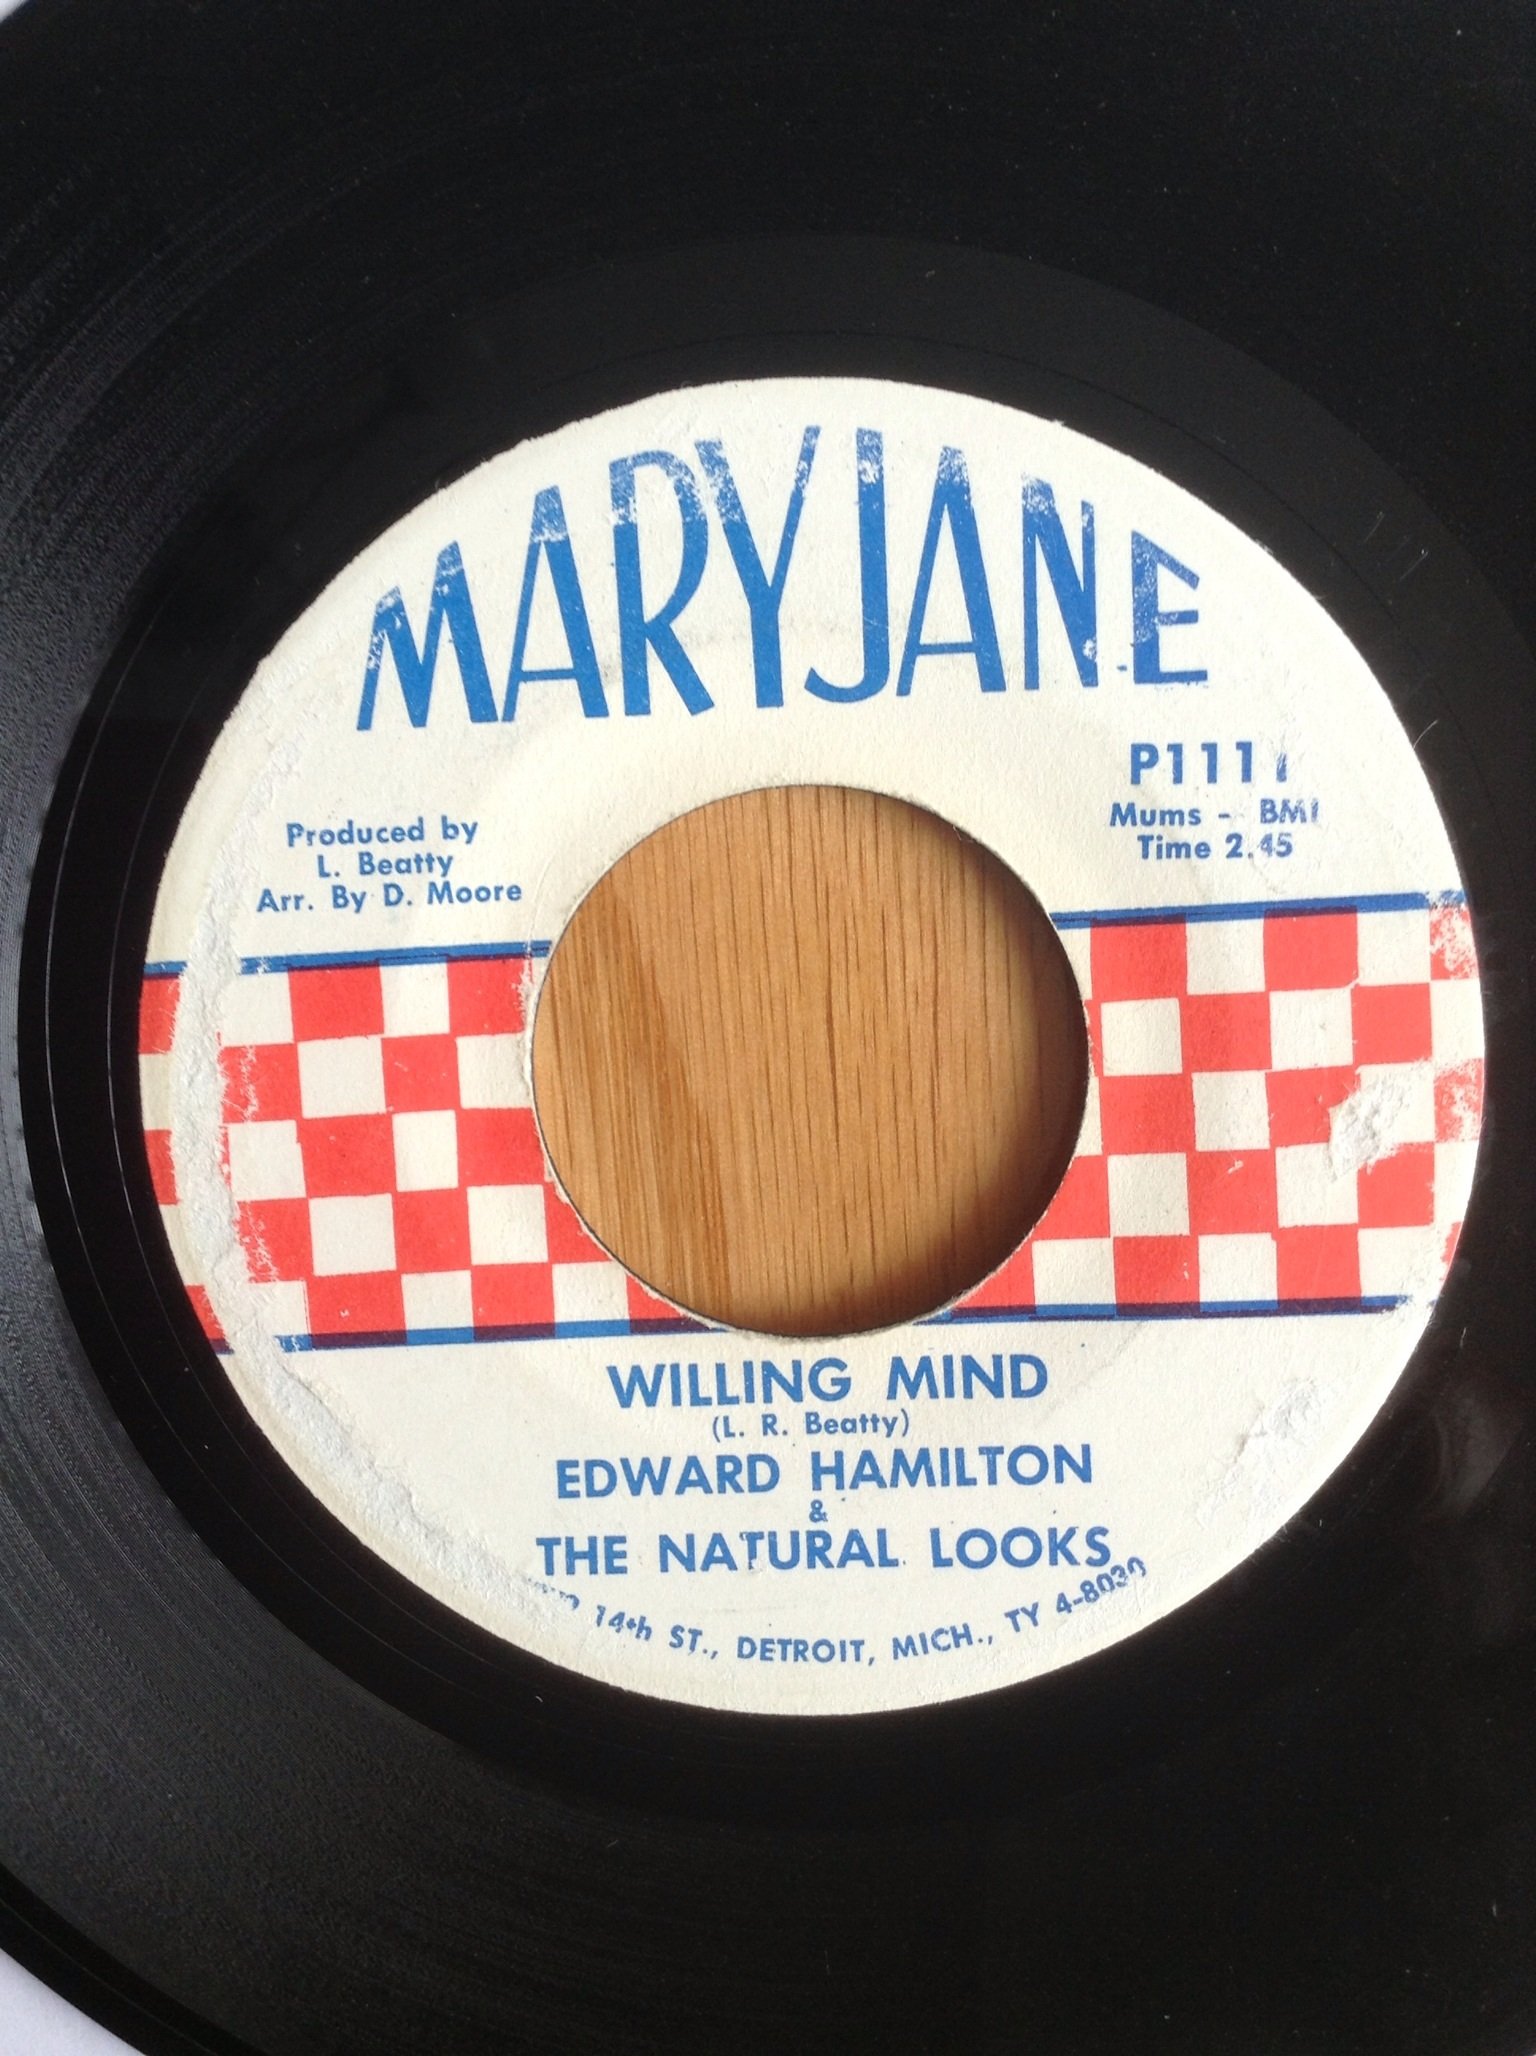 MARYJANE
P1111
Mums - BMI
Time 2.45
Produced by
L. Beatty
Arr. By D. Moore
WILLING MIND
(L. R. Beatty)
EDWARD HAMILTON
&
THE NATURAL LOOKS
14th ST., DETROIT, MICH., TY 4-8030